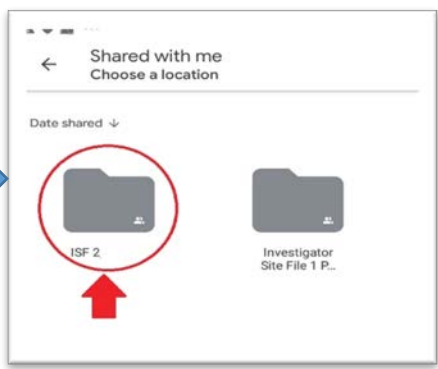 Shared with me
Choose a location
Date shared ↓
ISF 2
Investigator
Site File 1 P...